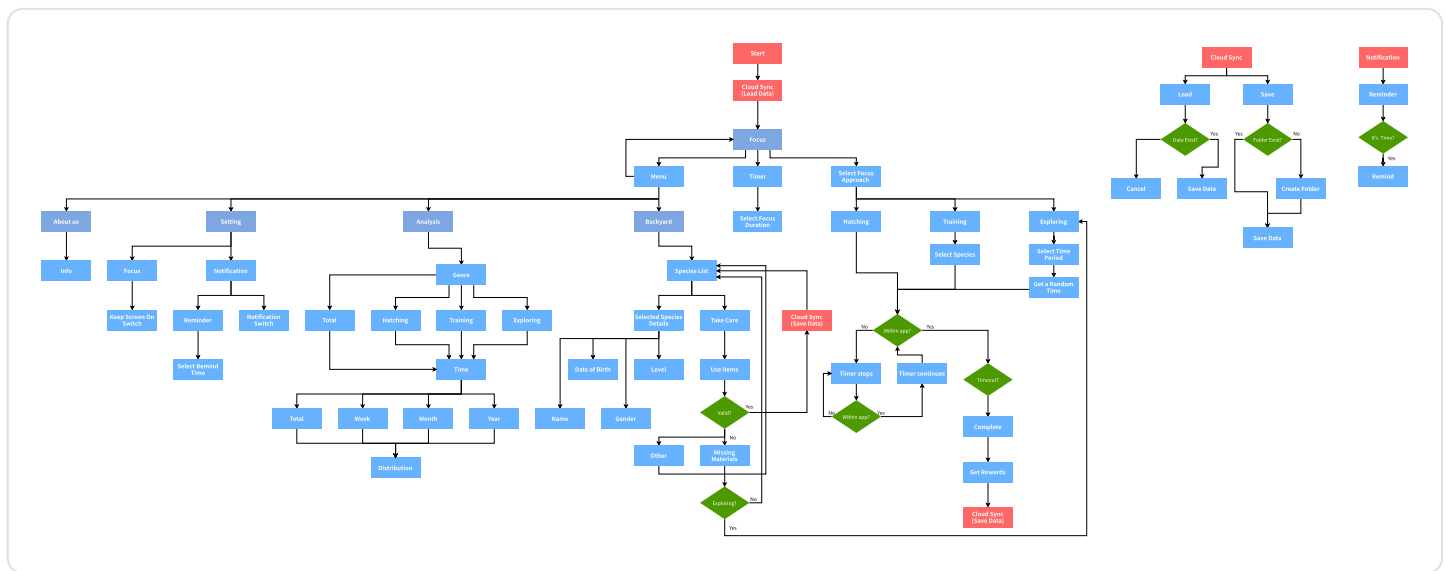 Start
Cloud Sync
(Load Data)
Focus
Menu
Timer
Select Focus
Approach
About us
Setting
Analysis
Backyard
Select Focus
Duration
Hatching
Training
Exploring
Select Species
Select Time
Period
Get a Random
Time
Info
Focus
Notification
Genre
Species List
Keep Screen On
Switch
Reminder
Notification
Switch
Total
Hatching
Training
Exploring
Selected Species
Details
Take Care
Cloud Sync
(Save Data)
Within app?
No
Yes
Select Remind
Time
Time
Date of Birth
Level
Use items
Timer stops
Timer continues
Timeout?
Total
Week
Month
Year
Name
Gender
Valid?
Yes
No
Within app?
No
Yes
Complete
Distribution
Other
Missing
Materials
Get Rewards
Exploring?
No
Yes
Cloud Sync
(Save Data)
Cloud Sync
Load
Save
Data Exist?
Yes
Folder Exist?
Yes
No
Cancel
Save Data
Create Folder
Save Data
Notification
Reminder
It's Time?
Yes
Remind